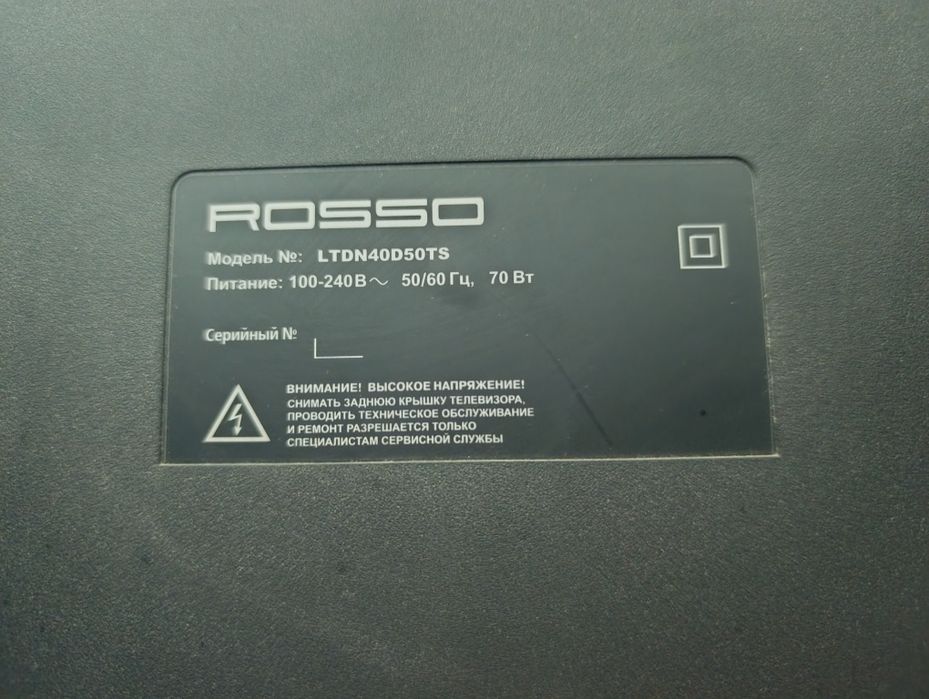 ROSSO
Модель №: LTDN40D50TS
Питание: 100-240В～ 50/60 Гц, 70 Вт
Серийный №
ВНИМАНИЕ! ВЫСОКОЕ НАПРЯЖЕНИЕ!
СНИМАТЬ ЗАДНЮЮ КРЫШКУ ТЕЛЕВИЗОРА,
ПРОВОДИТЬ ТЕХНИЧЕСКОЕ ОБСЛУЖИВАНИЕ
И РЕМОНТ РАЗРЕШАЕТСЯ ТОЛЬКО
СПЕЦИАЛИСТАМ СЕРВИСНОЙ СЛУЖБЫ